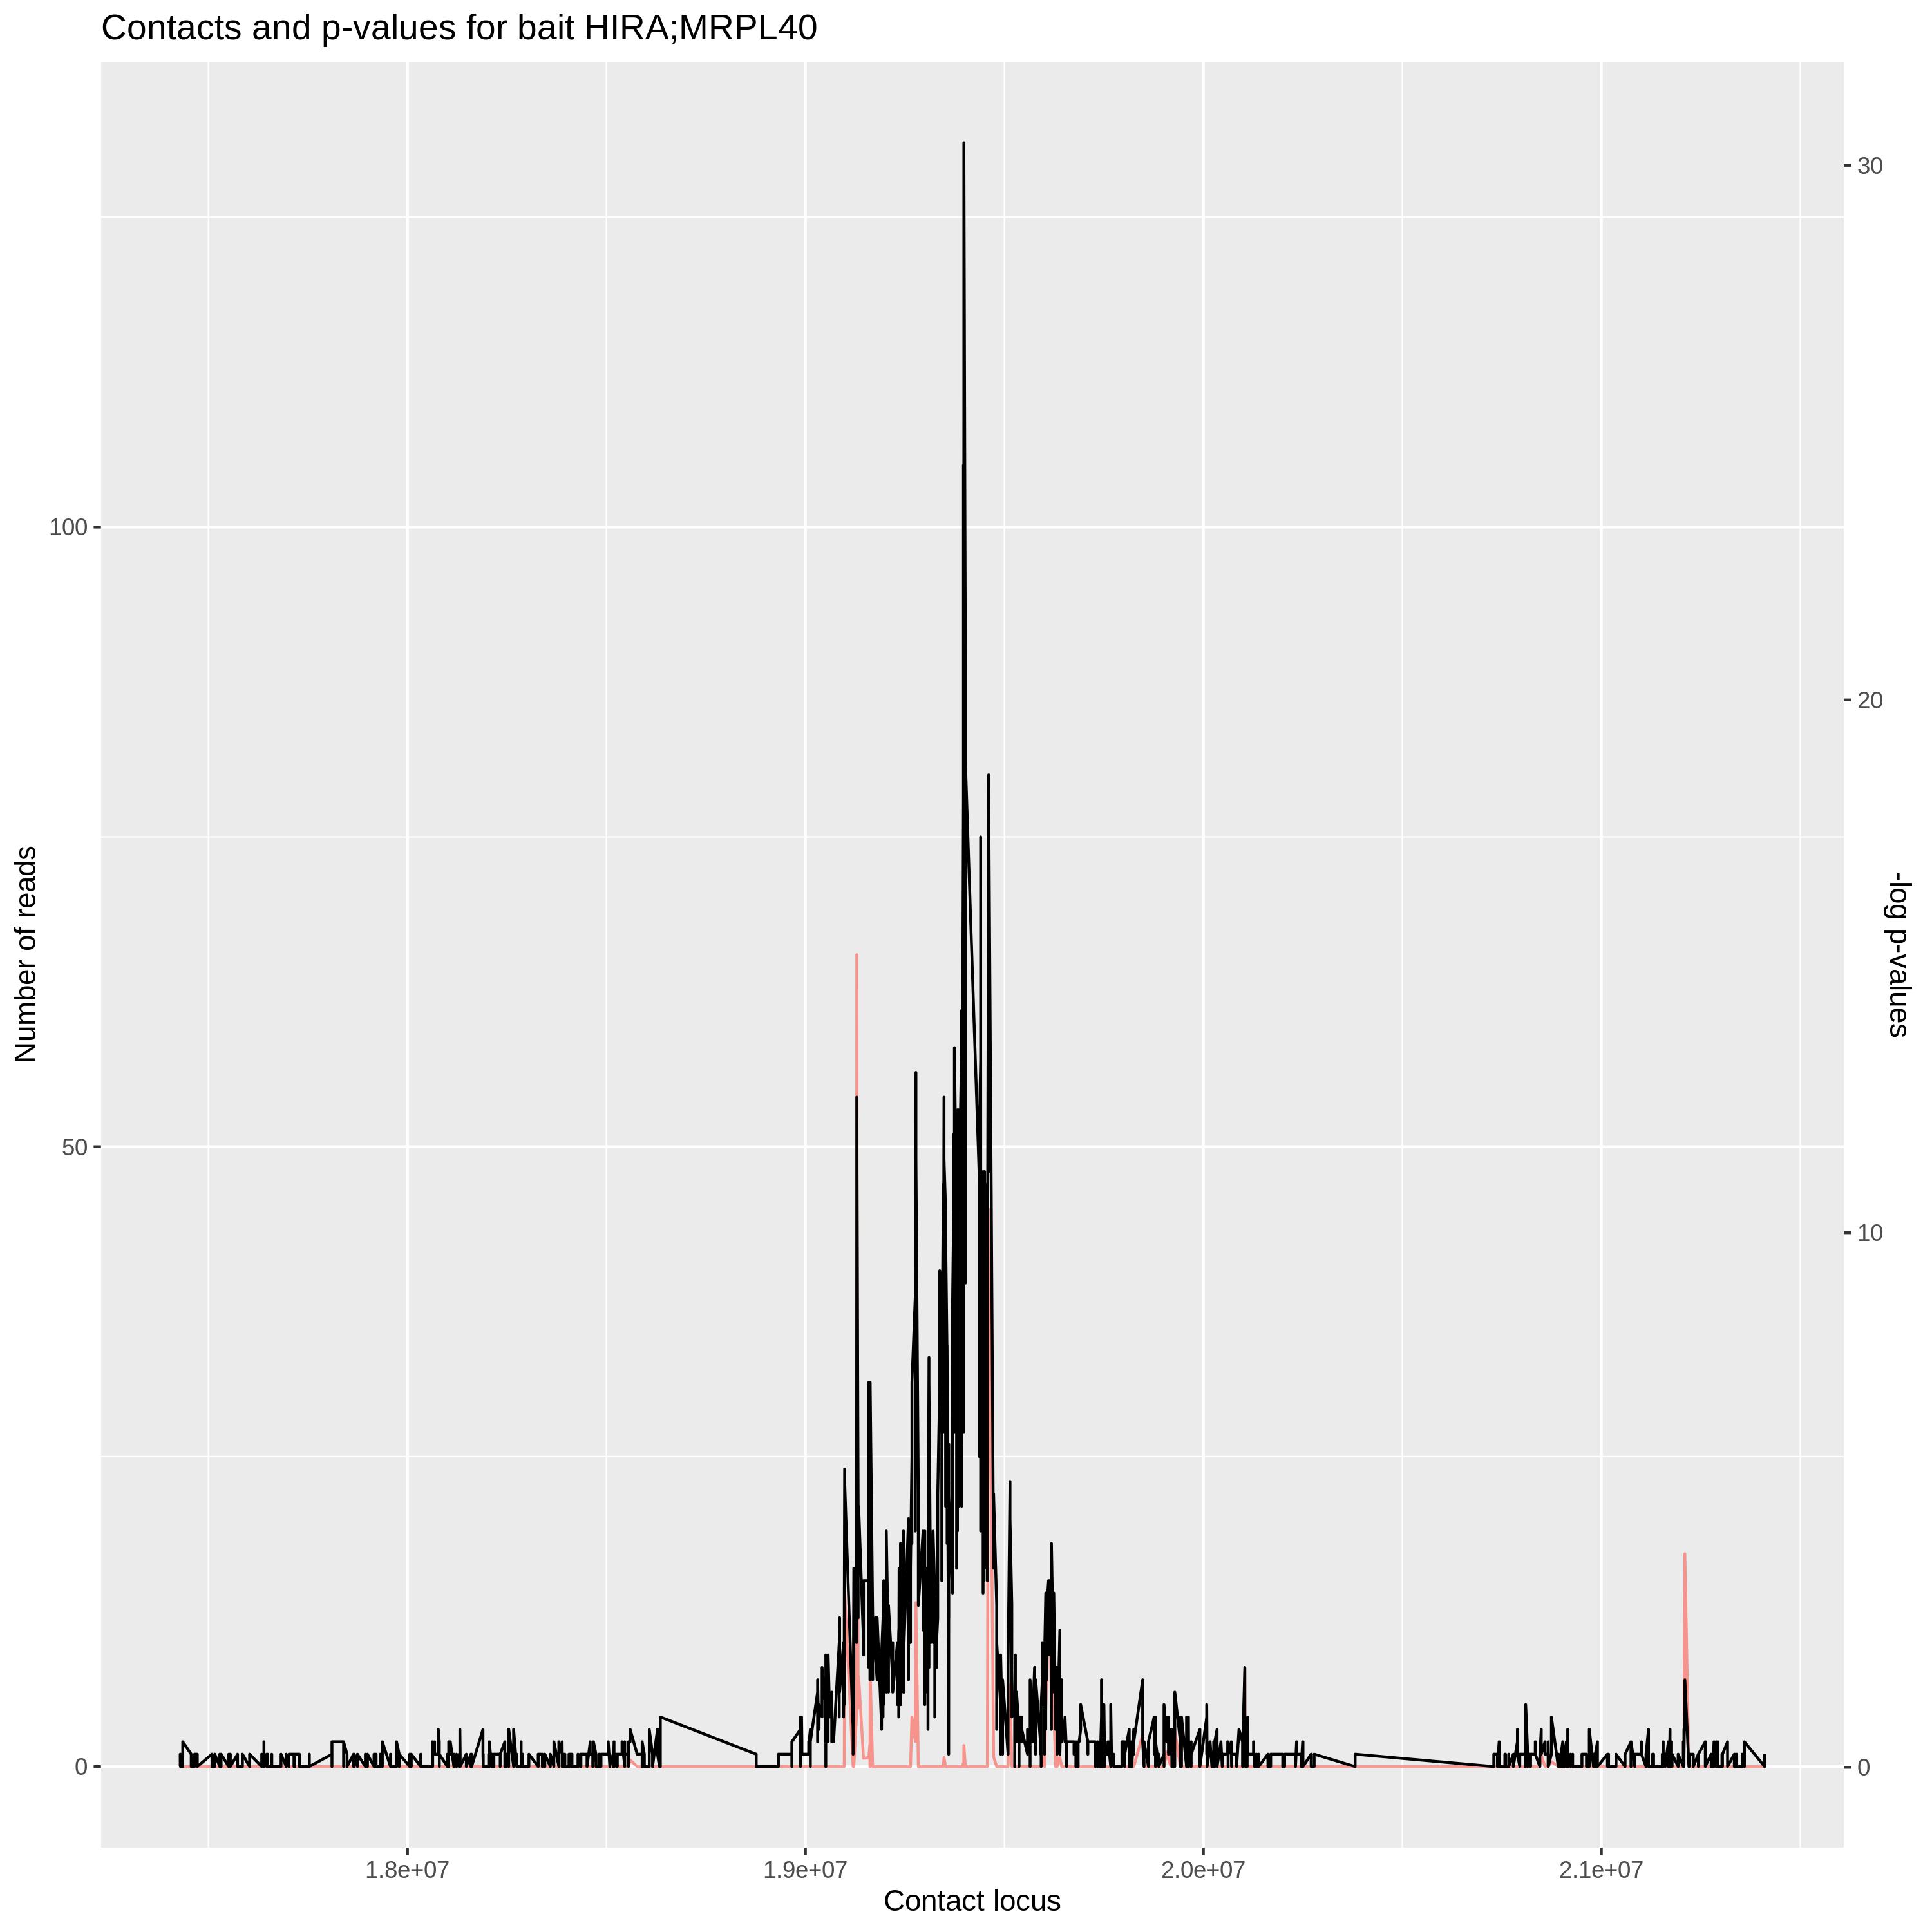 Contacts and p-values for bait HIRA;MRPL40
30
100
20
Number of reads
-log p-values
50
10
0
0
1.8e+07
1.9e+07
2.0e+07
2.1e+07
Contact locus